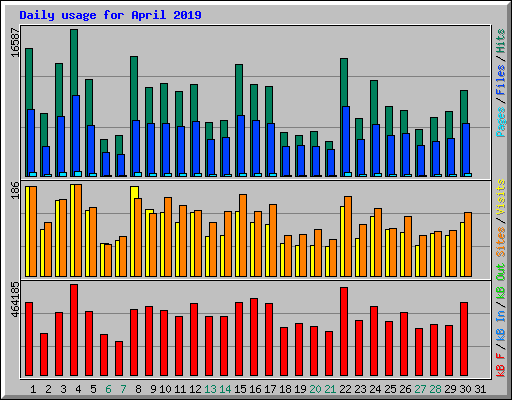 Daily usage for April 2019
16587
Pages / Files / Hits
186
Sites / Visits
464185
kB F / kB In / kB Out
1 2 3 4 5 6 7 8 9 10 11 12 13 14 15 16 17 18 19 20 21 22 23 24 25 26 27 28 29 30 31